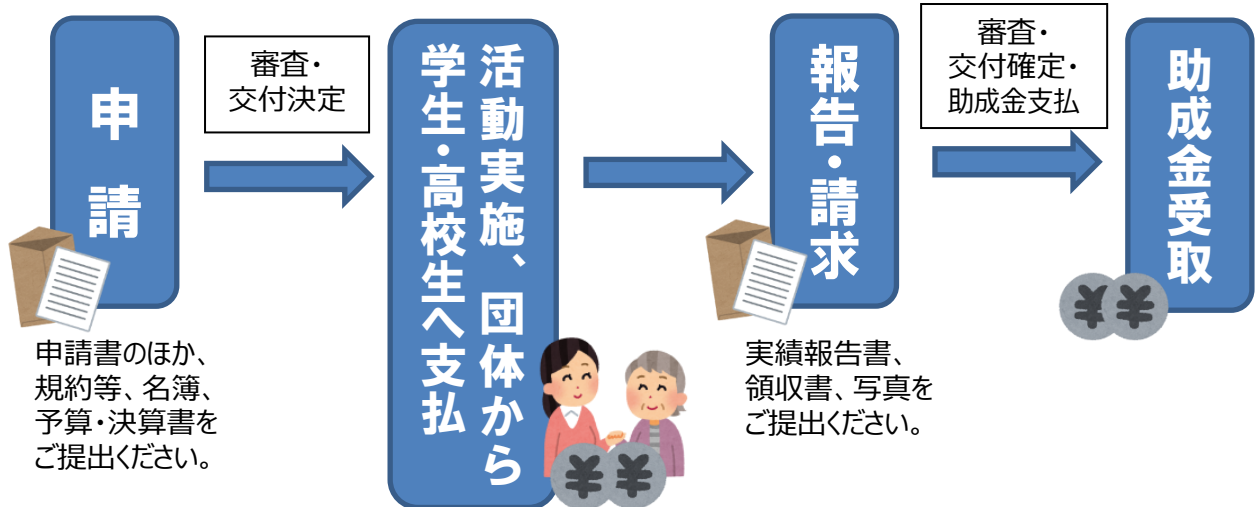 申請
審査・
交付決定
活動実施、団体から
学生・高校生へ支払
報告・請求
審査・
交付確定・
助成金支払
助成金受取
申請書のほか、
規約等、名簿、
予算・決算書を
ご提出ください。
¥ ¥
実績報告書、
領収書、写真を
ご提出ください。
¥ ¥